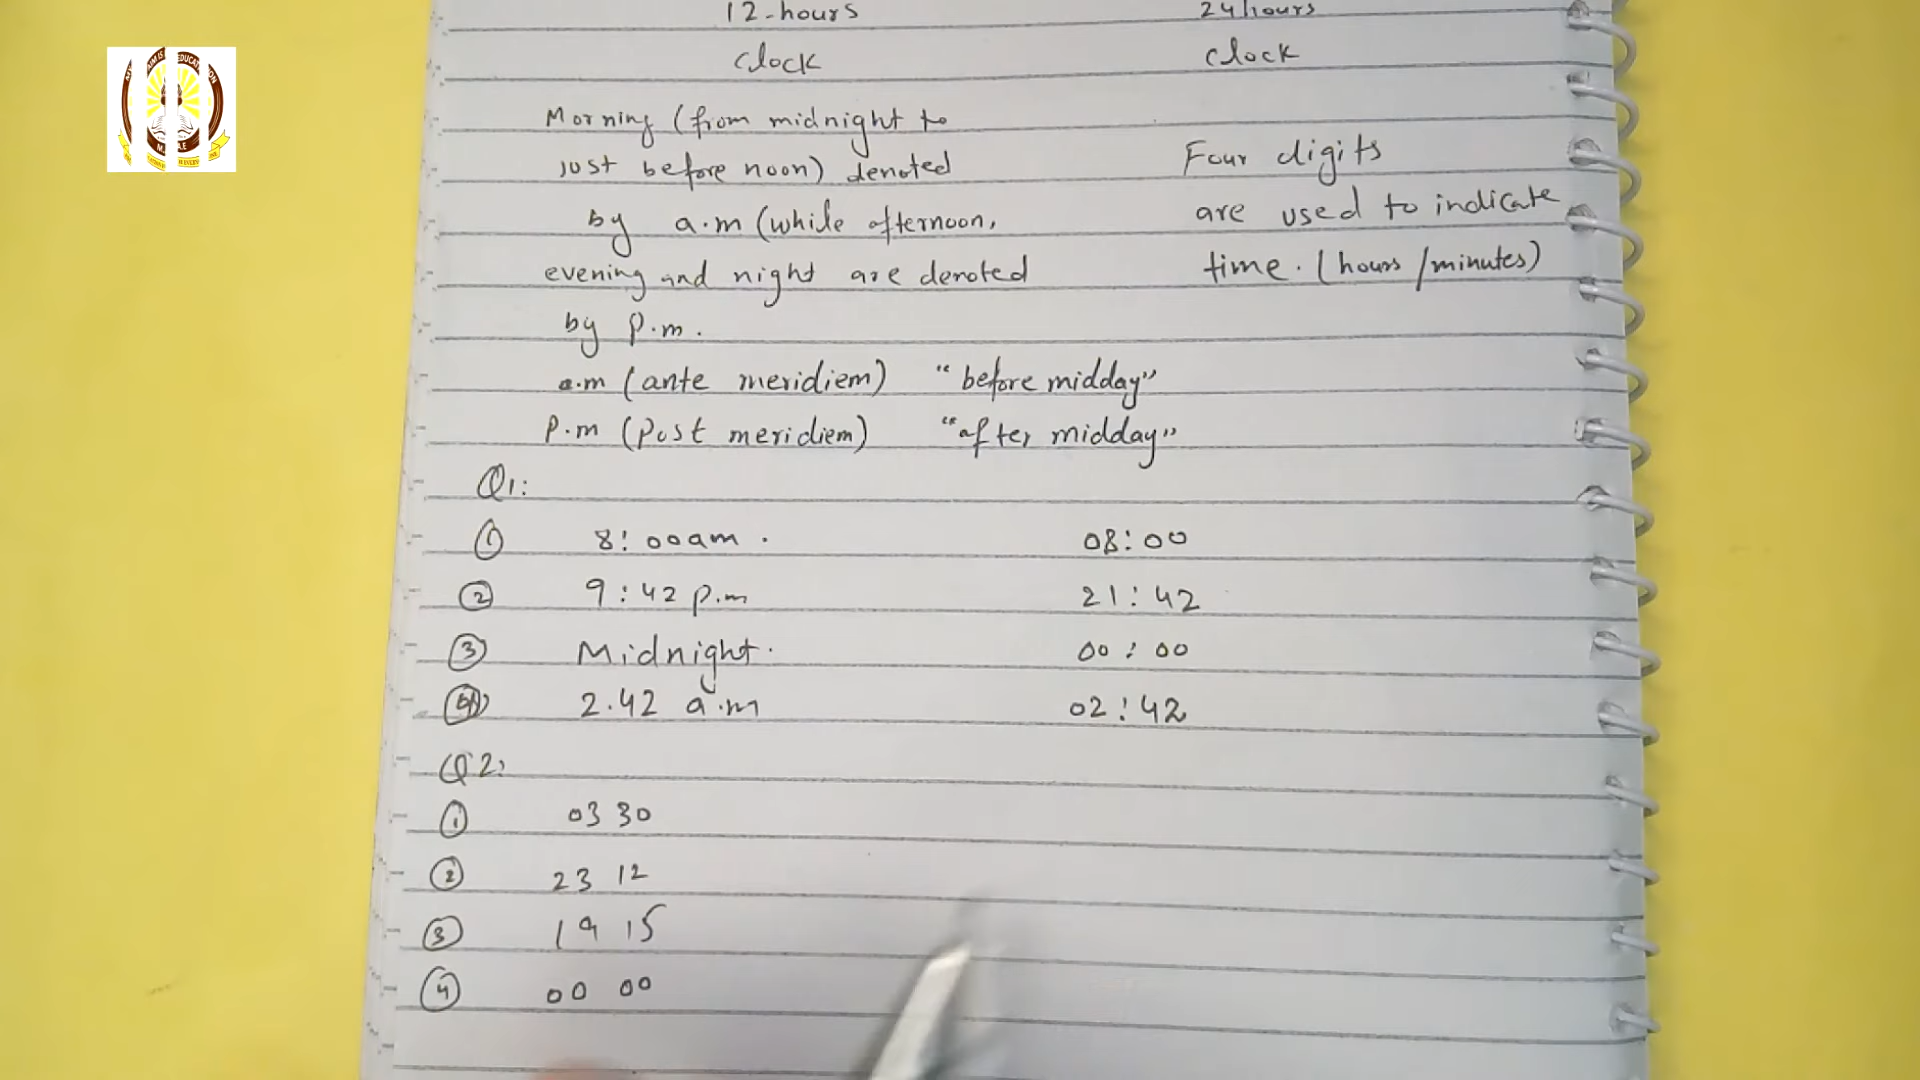 12-hours 24 hours
clock clock
Morning (from midnight to
just before noon) denoted
by a.m (while afternoon,
evening and night are denoted
by p.m.
Four digits
are used to indicate
time. (hours/minutes)
a.m (ante meridiem) "before midday"
P.m (Post meridiem) "after midday"
Q1:
① 8:00am. 08:00
② 9:42 p.m 21:42
③ Midnight. 00:00
④ 2.42 a.m 02:42
Q2:
① 03 30
② 23 12
③ 19 15
④ 00 00